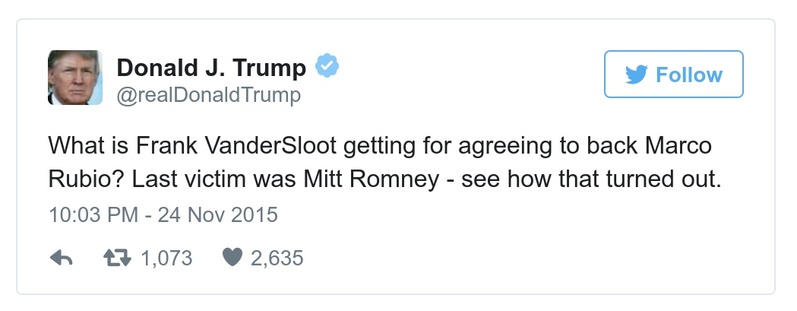 Donald J. Trump
Follow
@realDonaldTrump
What is Frank VanderSloot getting for agreeing to back Marco
Rubio? Last victim was Mitt Romney - see how that turned out.
10:03 PM - 24 Nov 2015
1,073 2,635